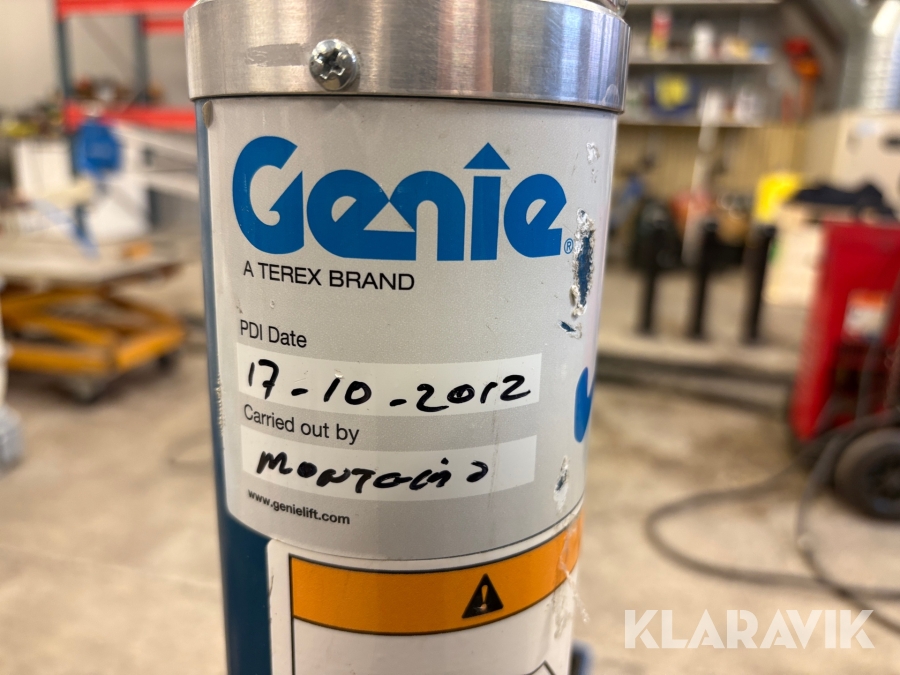 Genie®
A TEREX BRAND
PDI Date
17-10-2012
Carried out by
www.genielift.com
KLARAVIK